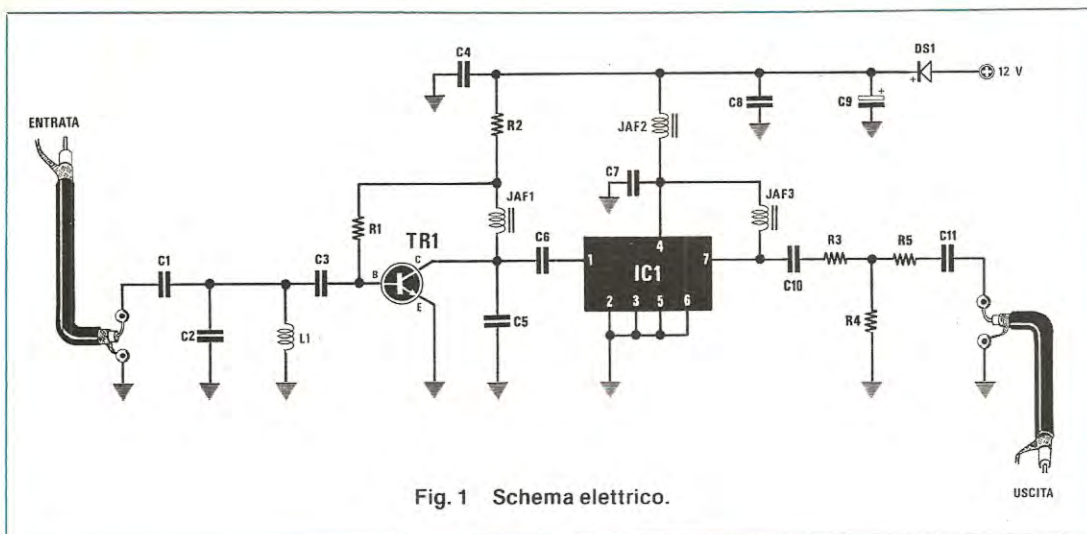 C4
DS1
12 V
C8
C9
+
+
ENTRATA
R2
JAF2
C7
JAF1
JAF3
R1
TR1
C6
4
R3
R5
C11
C1
C3
B
C
E
1
IC1
7
C10
C2
L1
C5
2
3
5
6
R4
Fig. 1 Schema elettrico.
USCITA